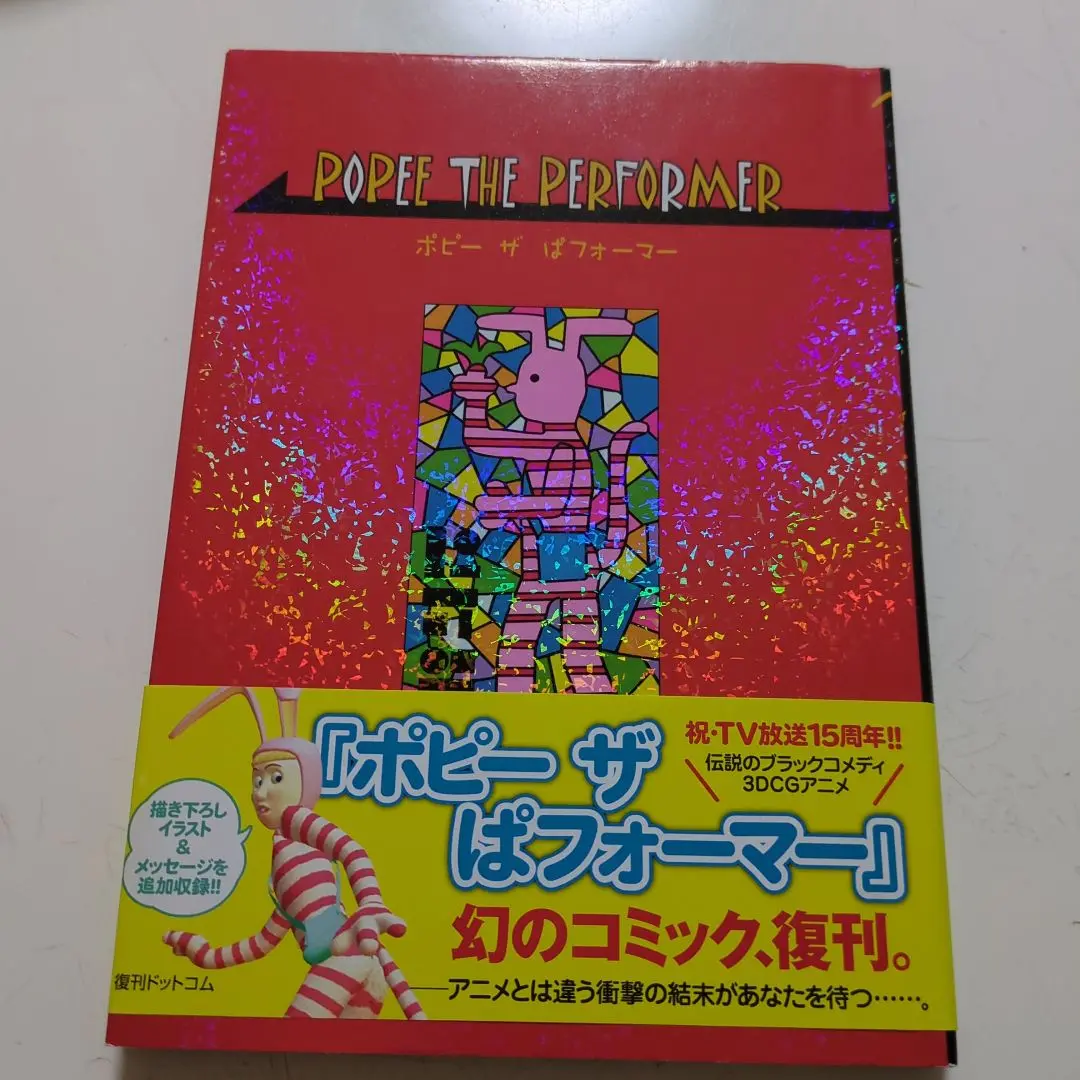 POPEE THE PERFORMER
ポピー ザ ぱフォーマー
『ポピー ザ
ぱフォーマー』
祝・TV放送15周年!!
伝説のブラックコメディ
3DCGアニメ
描き下ろし
イラスト
&
メッセージを
追加収録!!
幻のコミック、復刊。
──アニメとは違う衝撃の結末があなたを待つ……。
復刊ドットコム